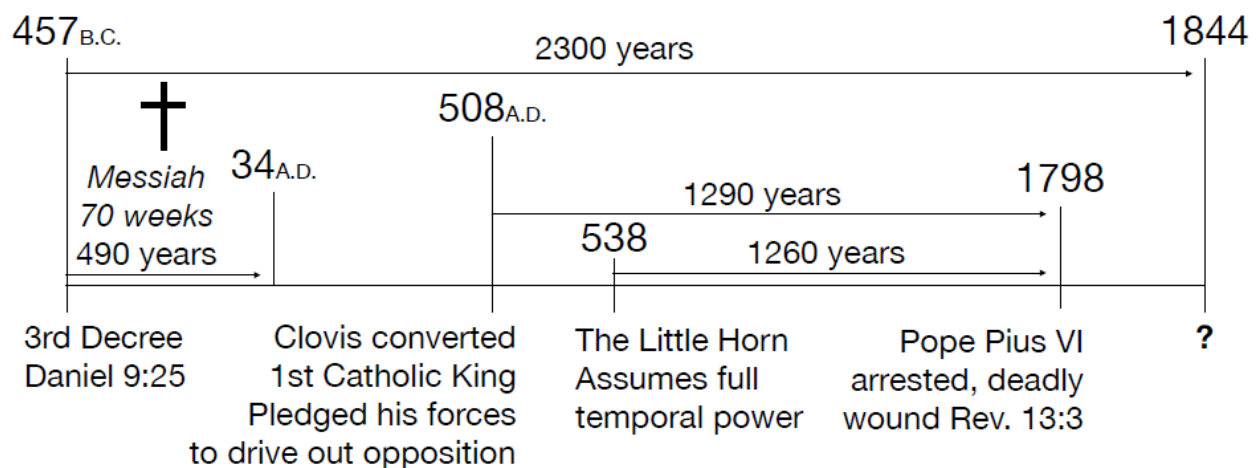 457B.C.
1844
2300 years
508A.D.
Messiah
70 weeks
490 years
34A.D.
1798
1290 years
538
1260 years
3rd Decree
Daniel 9:25
Clovis converted
1st Catholic King
Pledged his forces
to drive out opposition
The Little Horn
Assumes full
temporal power
Pope Pius VI
arrested, deadly
wound Rev. 13:3
?